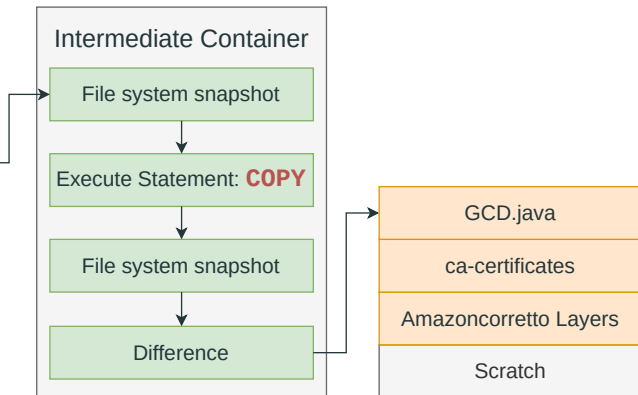 Intermediate Container
File system snapshot
Execute Statement: COPY
File system snapshot
Difference
GCD.java
ca-certificates
Amazoncorretto Layers
Scratch